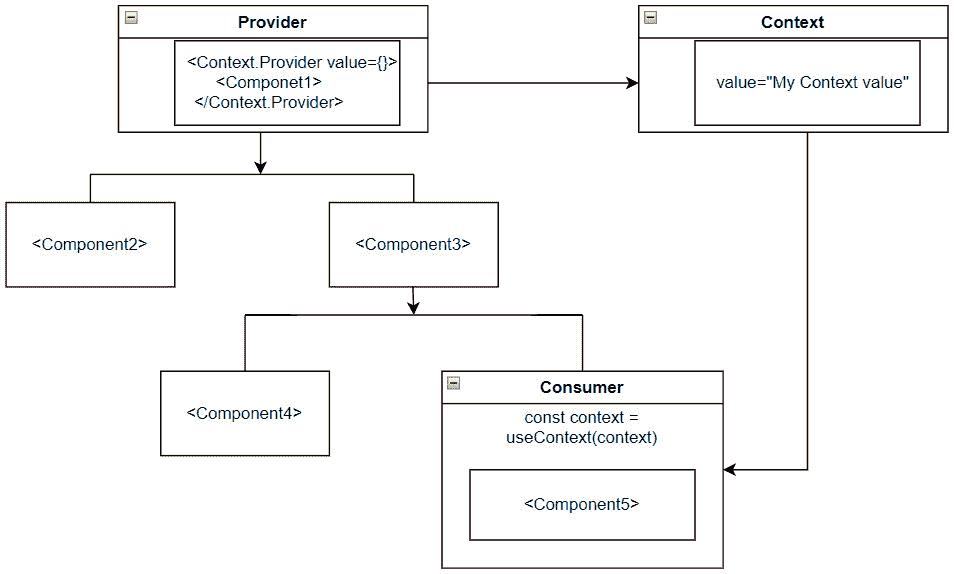 Provider
<Context.Provider value={}>
<Componet1>
</Context.Provider>
Context
value="My Context value"
<Component2>
<Component3>
<Component4>
Consumer
const context =
useContext(context)
<Component5>